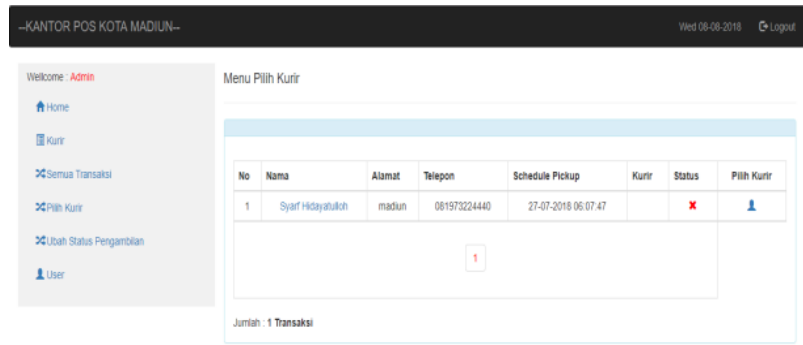 --KANTOR POS KOTA MADIUN--
Wed 08-08-2018 Logout
Wellcome : Admin
Home
Kurir
Semua Transaksi
Pilih Kurir
Ubah Status Pengambilan
User
Menu Pilih Kurir
No Nama Alamat Telepon Schedule Pickup Kurir Status Pilih Kurir
1 Syarf Hidayatulloh madiun 081973224440 27-07-2018 06:07:47
1
Jumlah : 1 Transaksi